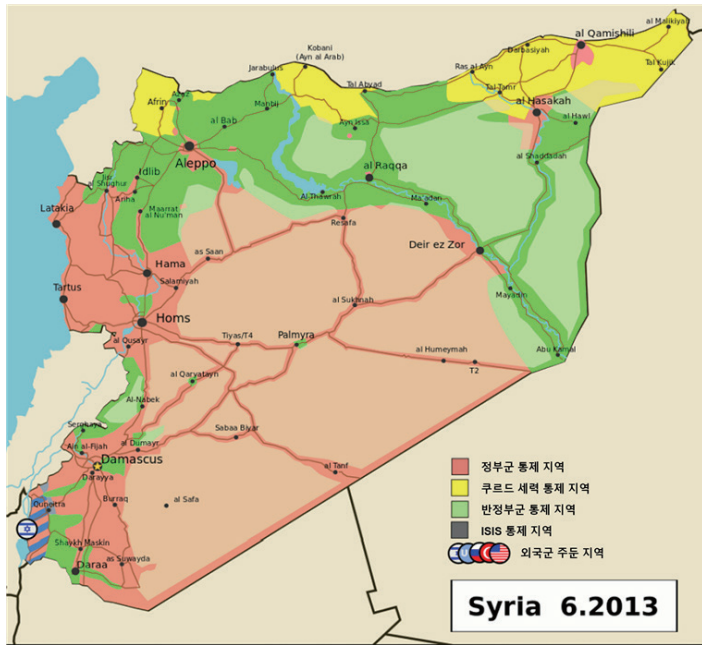 al Malikiyah
al Qamishili
Kobani
(Ayn al Arab)
Darbasiyah
Jarabulus
Ras al Ayn
Tal Kujik
Azaz
Afrin
Manbij
Tal Abyad
Tal Tamr
al Hasakah
al Bab
Ayn Issa
al Hawl
Aleppo
Idlib
al Raqqa
al Shaddadah
Jisr
al Shughur
Ariha
Al Thawrah
Ma'adan
Maarrat
al Nu'man
Latakia
Resafa
Deir ez Zor
as Saan
Hama
Salamiyah
Tartus
Mayadin
al Sukhnah
Homs
Tiyas/T4
Palmyra
al Qusayr
al Humeymah
Abu Kamal
T2
al Qaryatayn
Al-Nabek
Serghaya
Sabaa Biyar
al Dumayr
Ain al-Fijah
Damascus
al Tanf
Darayya
Quneitra
Burraq
al Safa
Shaykh Maskin
as Suwayda
Daraa
정부군 통제 지역
쿠르드 세력 통제 지역
반정부군 통제 지역
ISIS 통제 지역
외국군 주둔 지역
Syria 6.2013